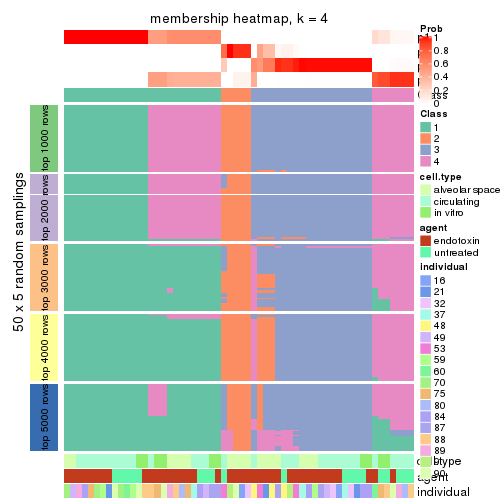 membership heatmap, k = 4
50 x 5 random samplings
top 1000 rows
top 2000 rows
top 3000 rows
top 4000 rows
top 5000 rows
Prob
1
0.8
0.6
0.4
0.2
0
Class
1
2
3
4
cell.type
alveolar space
circulating
in vitro
agent
endotoxin
untreated
individual
16
21
32
37
48
49
53
59
60
70
75
80
84
87
88
89
90
cell.type
agent
individual